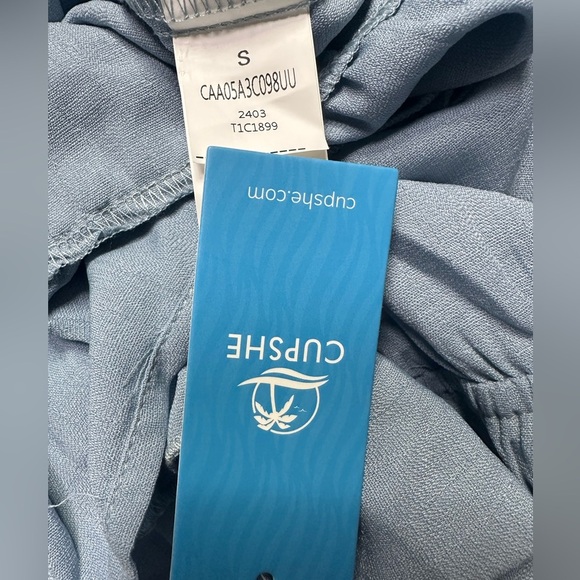 S
CAA05A3C098UU
2403
T1C1899
cupshe.com
CUPSHE